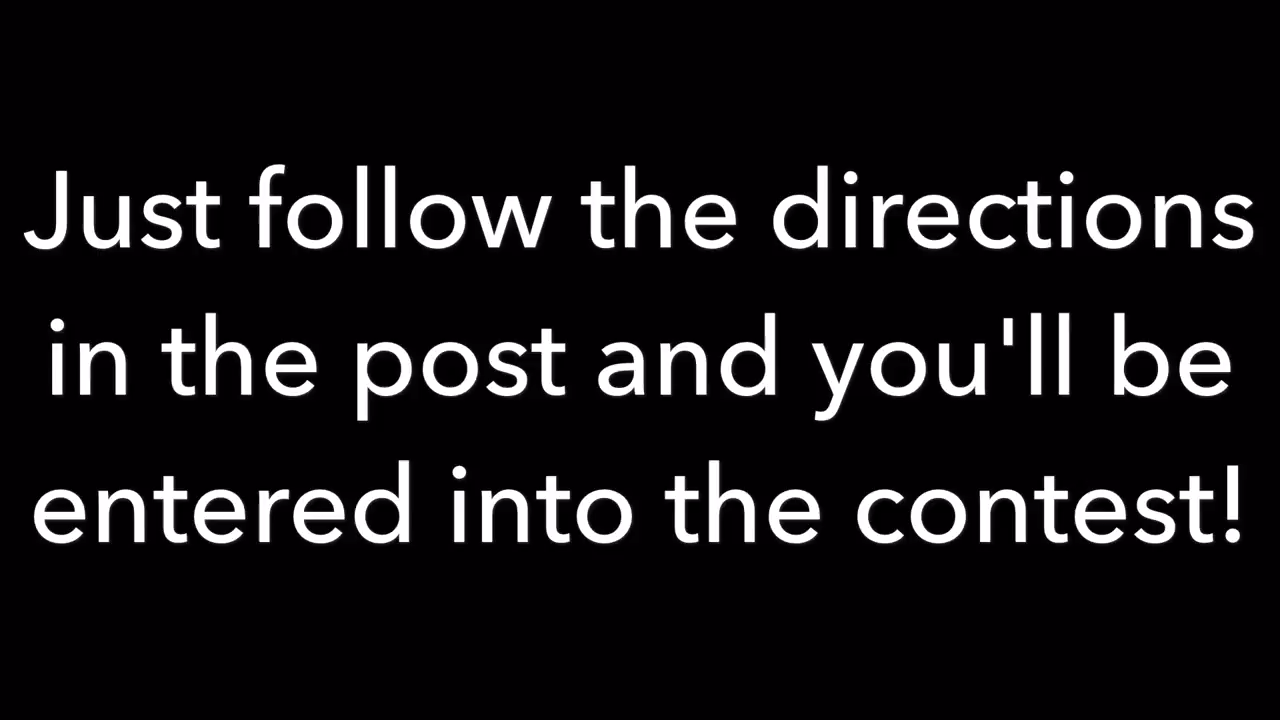 Just follow the directions
in the post and you'll be
entered into the contest!